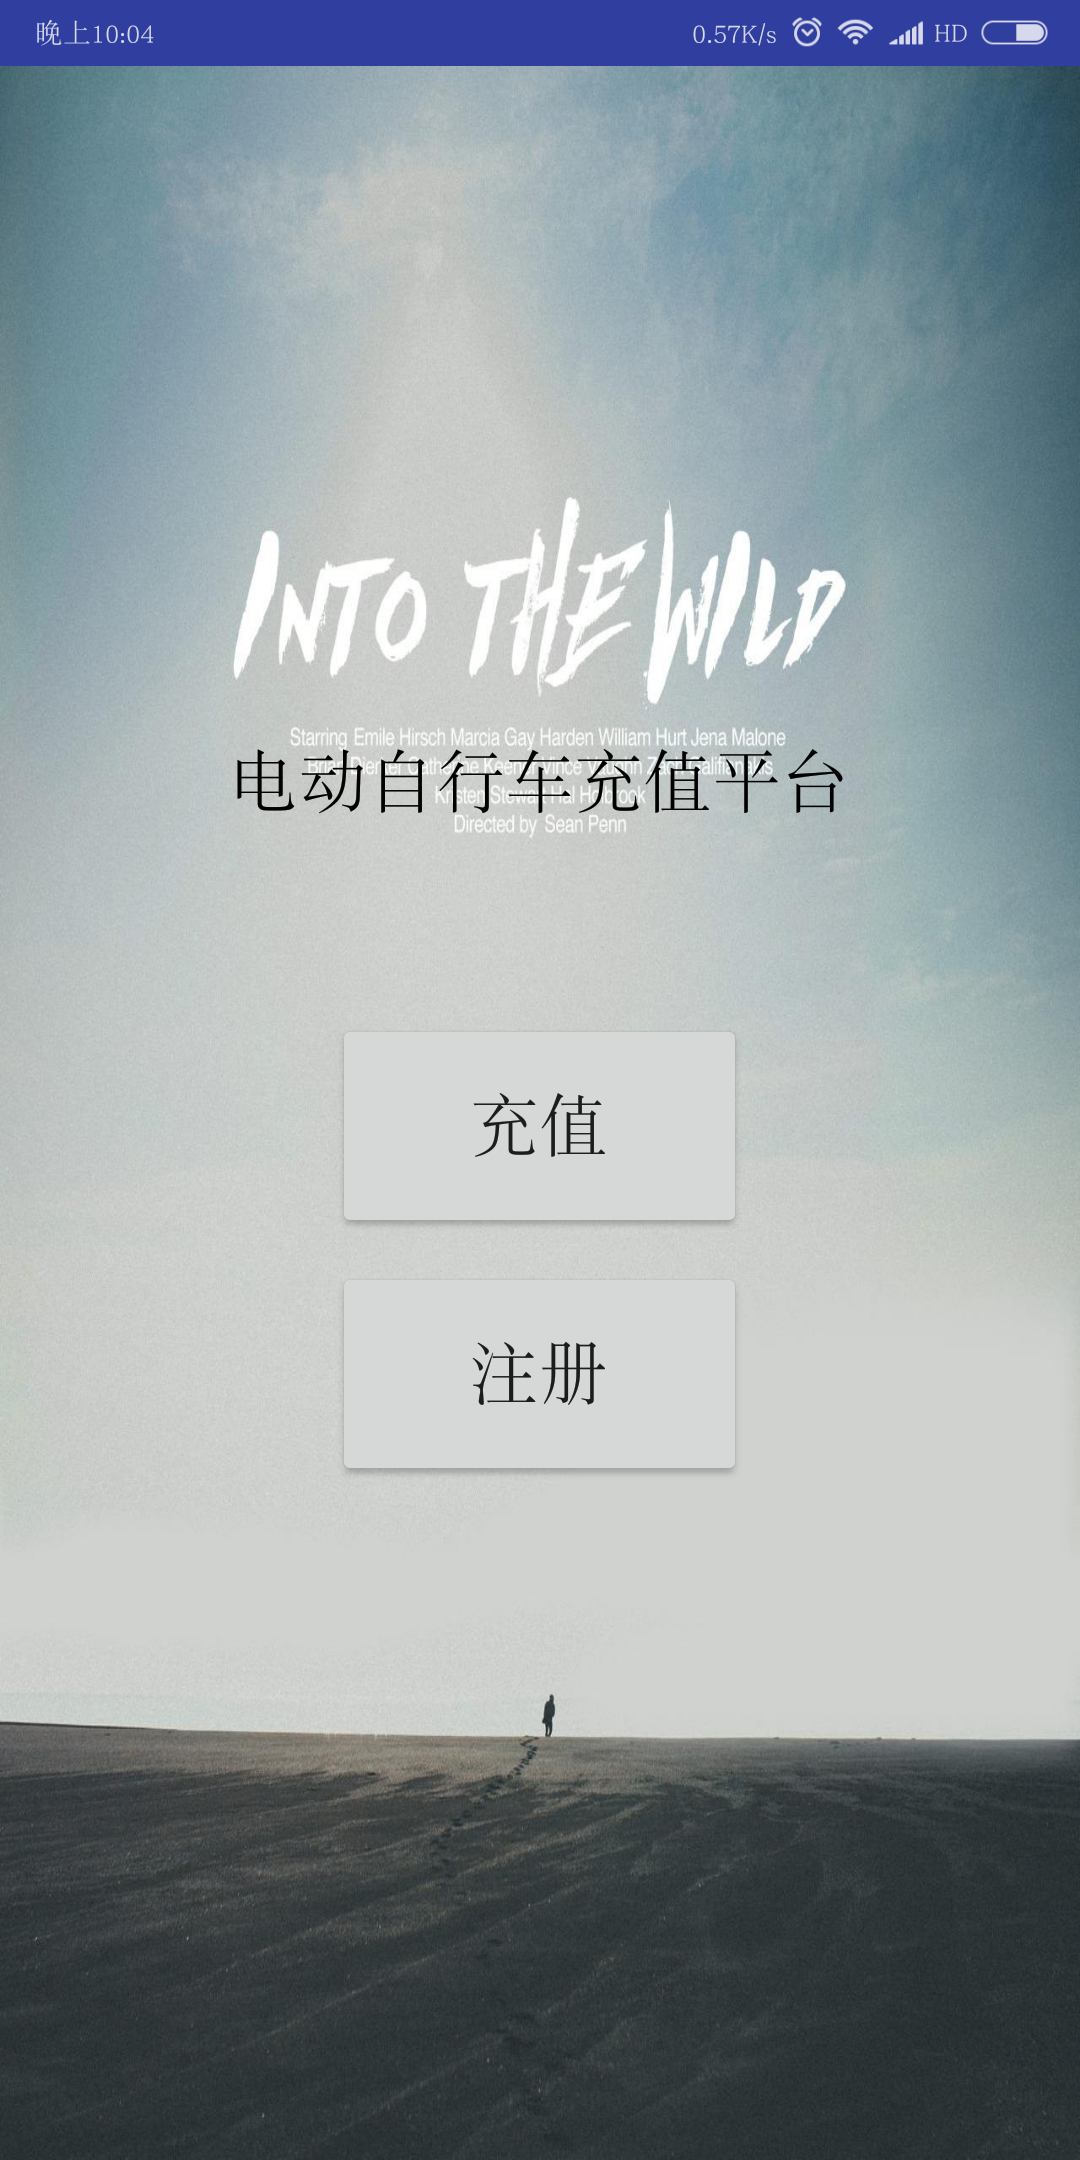 晚上10:04 0.57K/s HD
INTO THE WILD
Starring Emile Hirsch Marcia Gay Harden William Hurt Jena Malone
Brian Dierker Catherine Keener Vince Vaughn Zach Galifianakis
电动自行车充值平台
Kristen Stewart Hal Holbrook
Directed by Sean Penn
充值
注册